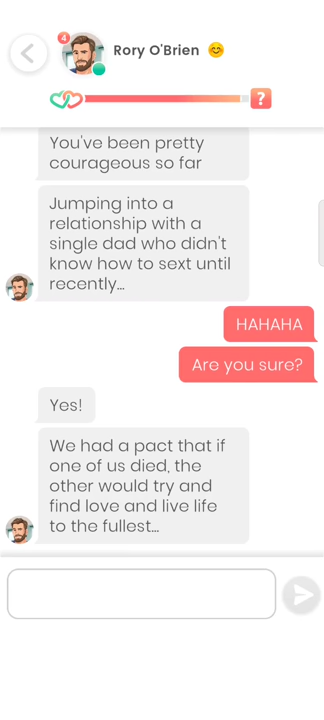 4
Rory O'Brien 😊
?
You've been pretty
courageous so far
Jumping into a
relationship with a
single dad who didn't
know how to sext until
recently...
HAHAHA
Are you sure?
Yes!
We had a pact that if
one of us died, the
other would try and
find love and live life
to the fullest...